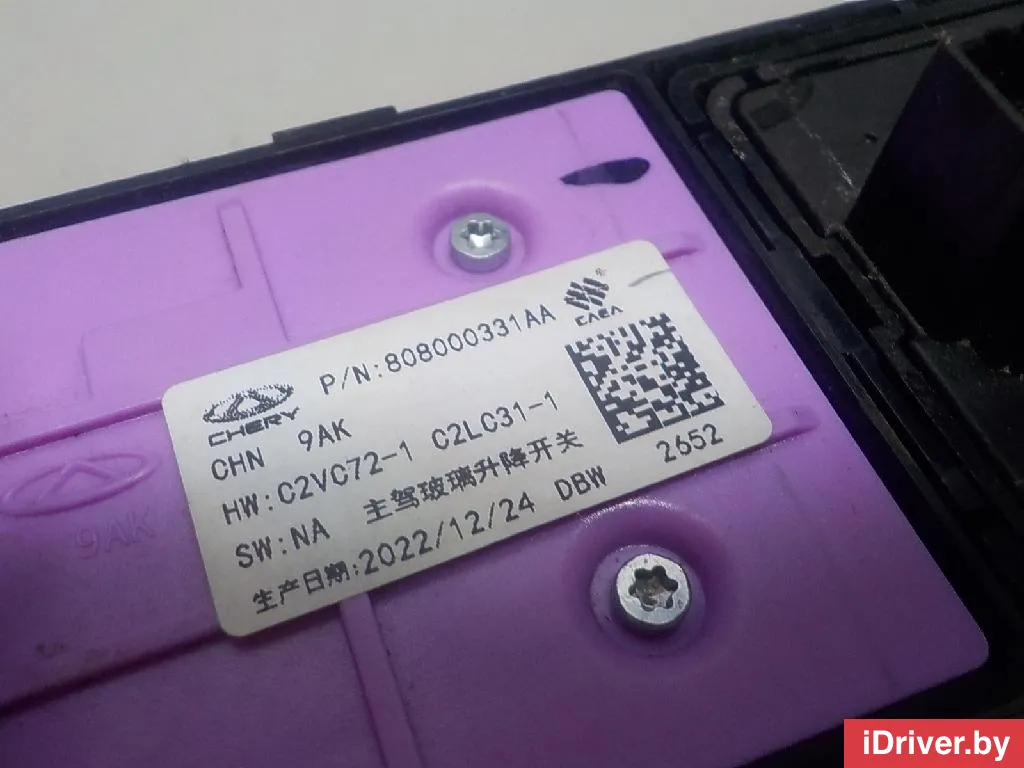 P/N:808000331AA
CAEA
CHERY
CHN 9AK
HW:C2VC72-1 C2LC31-1
SW:NA 主驾玻璃升降开关
生产日期:2022/12/24 DBW
2652
9AK
iDriver.by